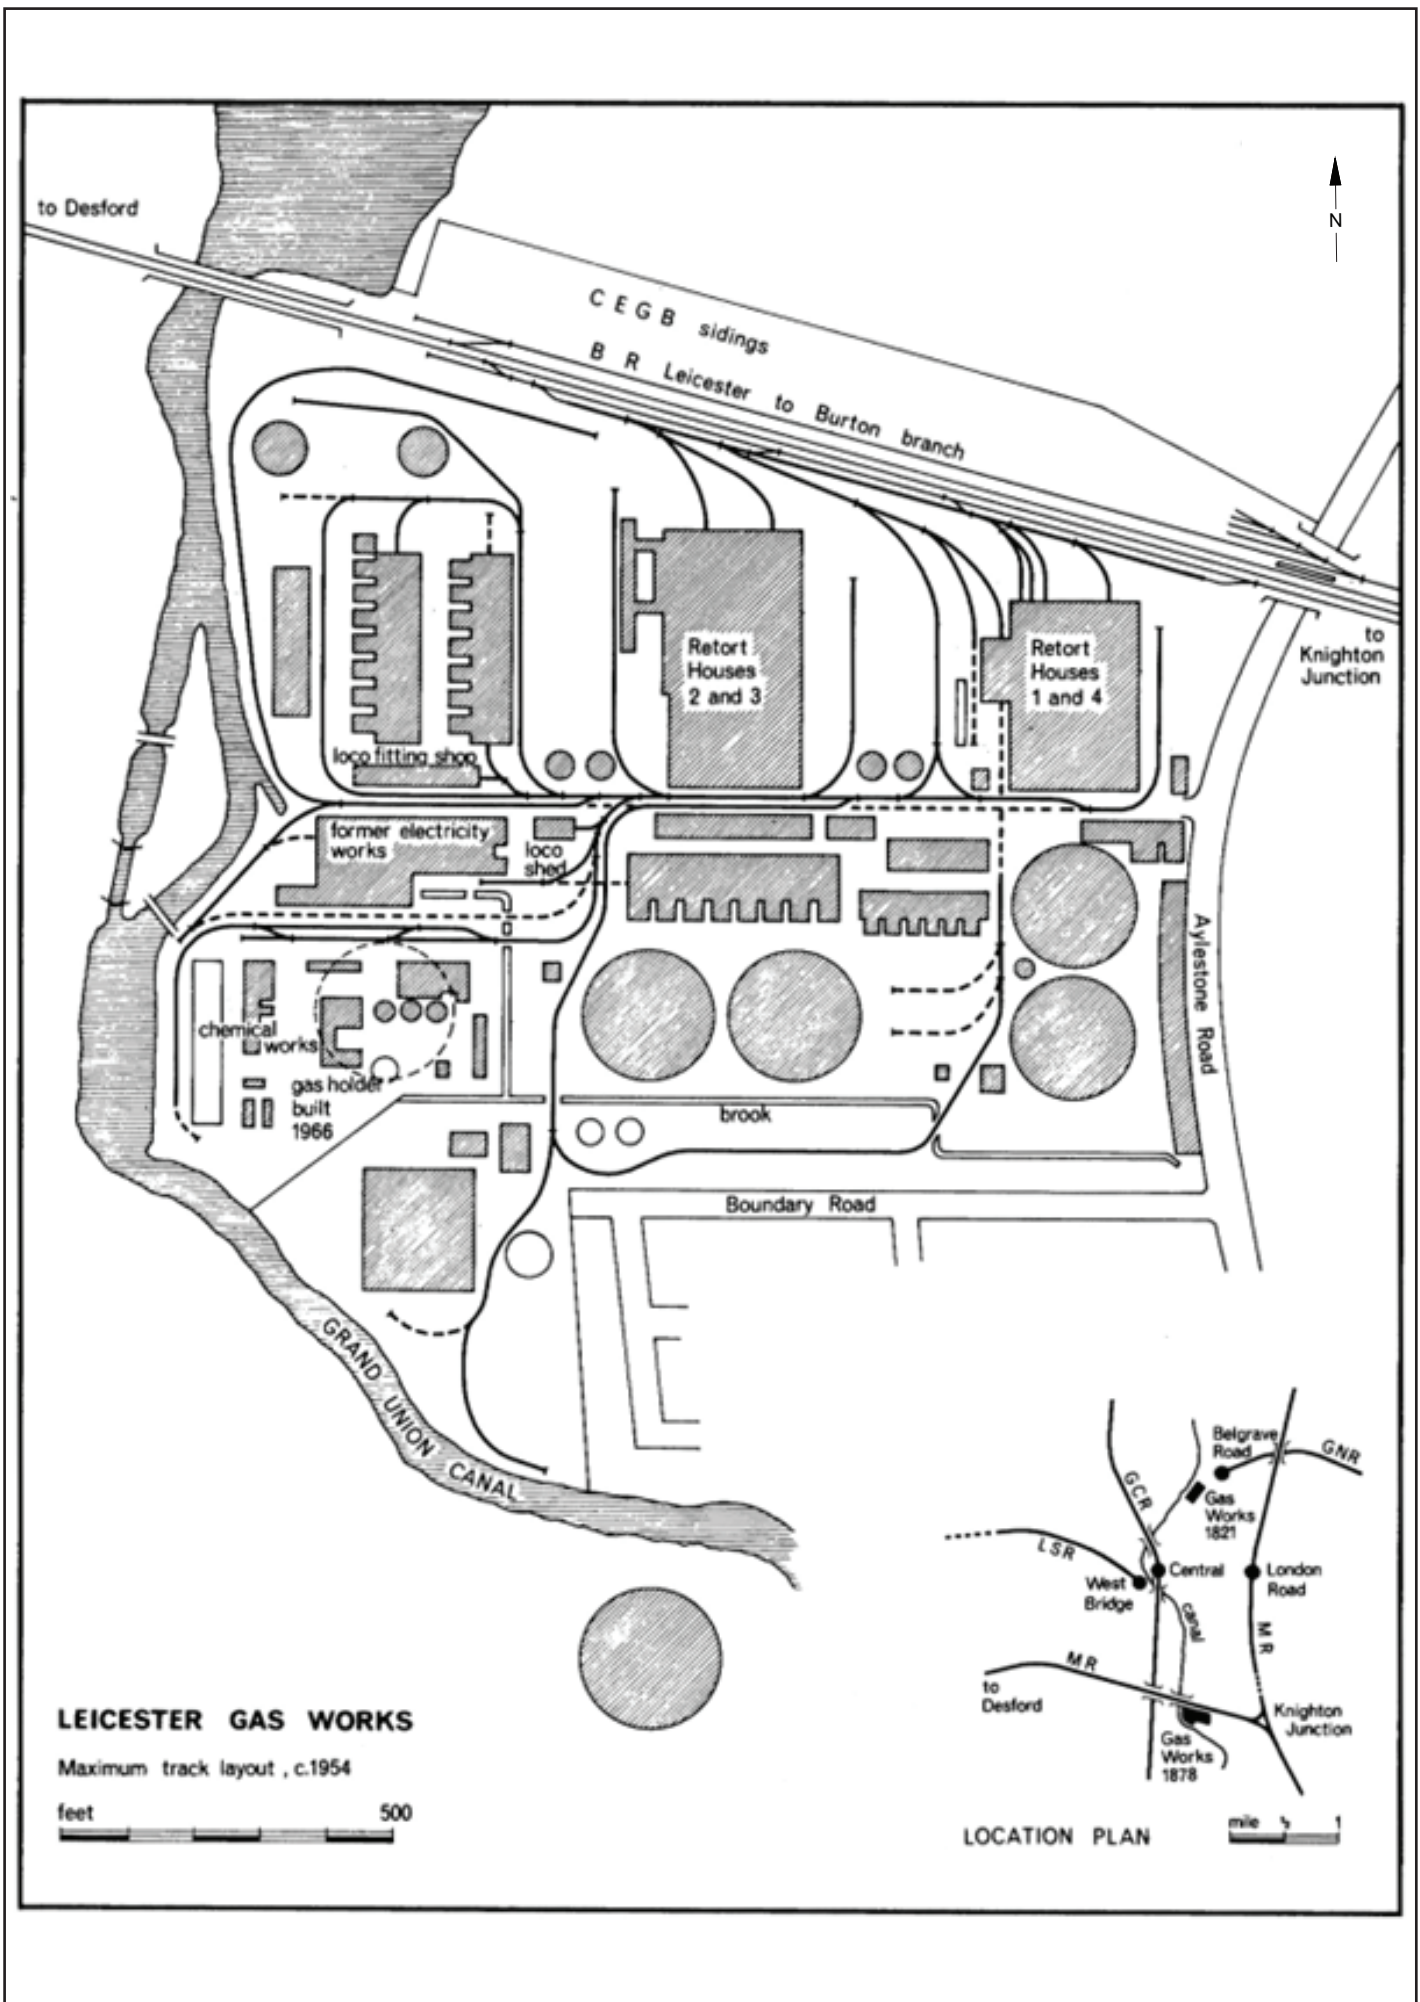 to Desford
N
CEGB sidings
BR Leicester to Burton branch
to
Knighton
Junction
Retort
Houses
2 and 3
Retort
Houses
1 and 4
loco fitting shop
former electricity
works
loco
shed
Aylestone Road
chemical
works
gas holder
built
1966
brook
Boundary Road
GRAND UNION CANAL
Belgrave
Road
GNR
GCR
Gas
Works
1821
LSR
Central
London
Road
West
Bridge
canal
MR
MR
to
Desford
Knighton
Junction
Gas
Works
1878
LEICESTER GAS WORKS
Maximum track layout, c.1954
feet 500
mile ½ 1
LOCATION PLAN